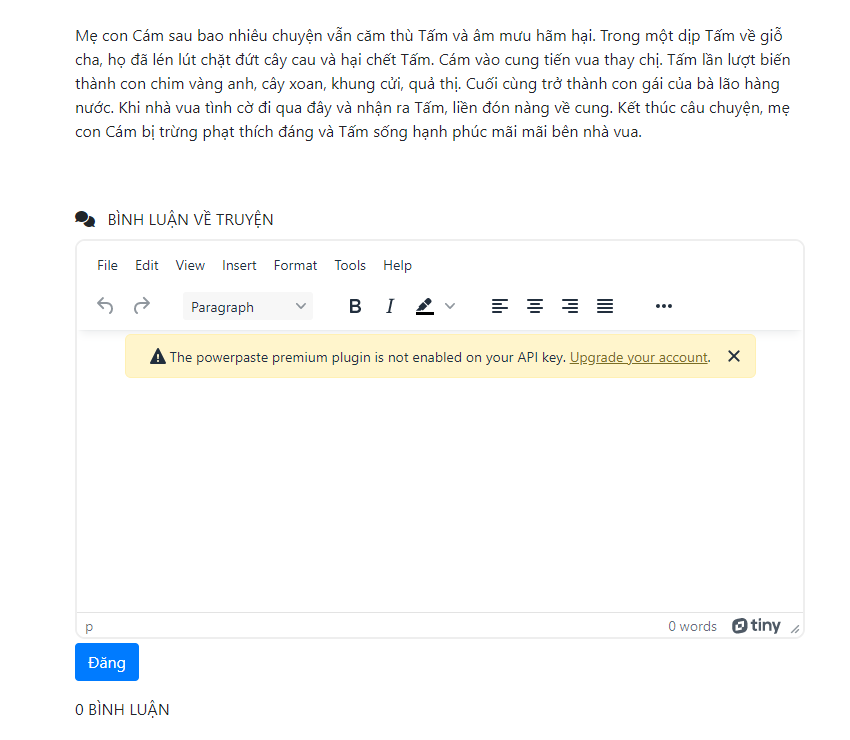 Mẹ con Cám sau bao nhiêu chuyện vẫn căm thù Tấm và âm mưu hãm hại. Trong một dịp Tấm về giỗ
cha, họ đã lén lút chặt đứt cây cau và hại chết Tấm. Cám vào cung tiến vua thay chị. Tấm lần lượt biến
thành con chim vàng anh, cây xoan, khung cửi, quả thị. Cuối cùng trở thành con gái của bà lão hàng
nước. Khi nhà vua tình cờ đi qua đây và nhận ra Tấm, liền đón nàng về cung. Kết thúc câu chuyện, mẹ
con Cám bị trừng phạt thích đáng và Tấm sống hạnh phúc mãi mãi bên nhà vua.
BÌNH LUẬN VỀ TRUYỆN
File Edit View Insert Format Tools Help
Paragraph B I
The powerpaste premium plugin is not enabled on your API key. Upgrade your account.
p 0 words tiny
Đăng
0 BÌNH LUẬN